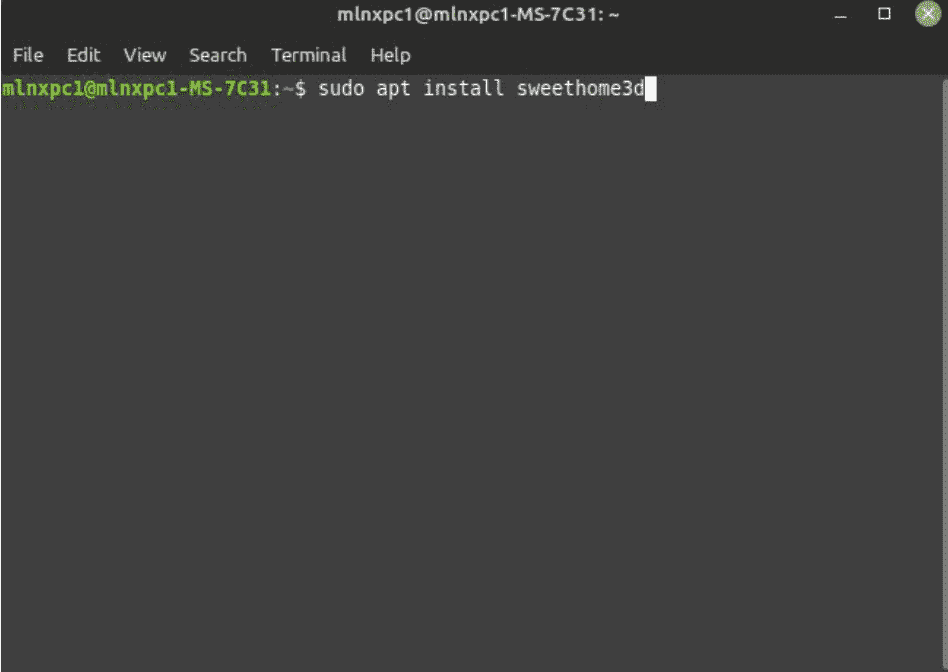 mlnxpc1@mlnxpc1-MS-7C31: ~
File Edit View Search Terminal Help
mlnxpc1@mlnxpc1-MS-7C31:~$ sudo apt install sweethome3d